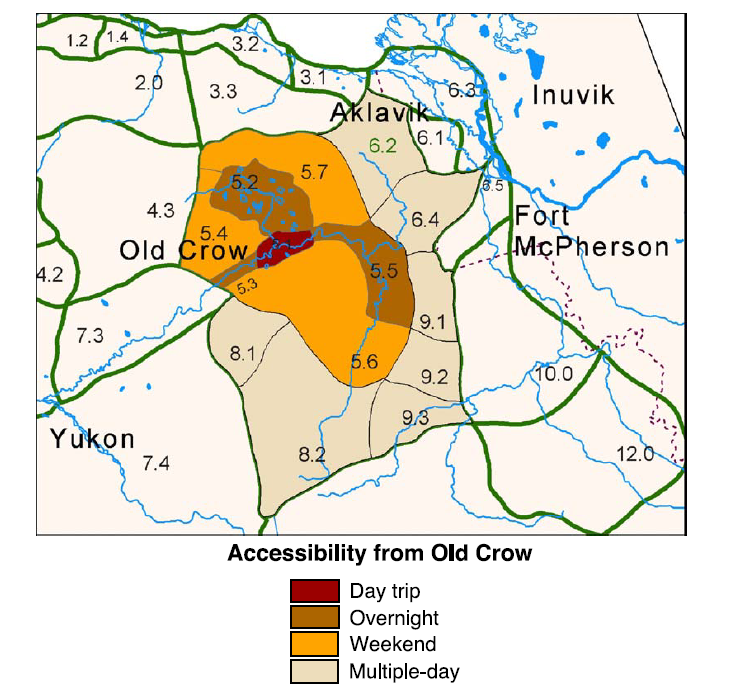 1.2
1.4
3.2
3.1
2.0
3.3
6.3
Inuvik
Aklavik
6.1
6.2
5.7
5.2
6.5
4.3
6.4
Fort
McPherson
5.4
Old Crow
4.2
5.5
5.3
7.3
9.1
8.1
5.6
9.2
10.0
9.3
Yukon
7.4
8.2
12.0
Accessibility from Old Crow
Day trip
Overnight
Weekend
Multiple-day